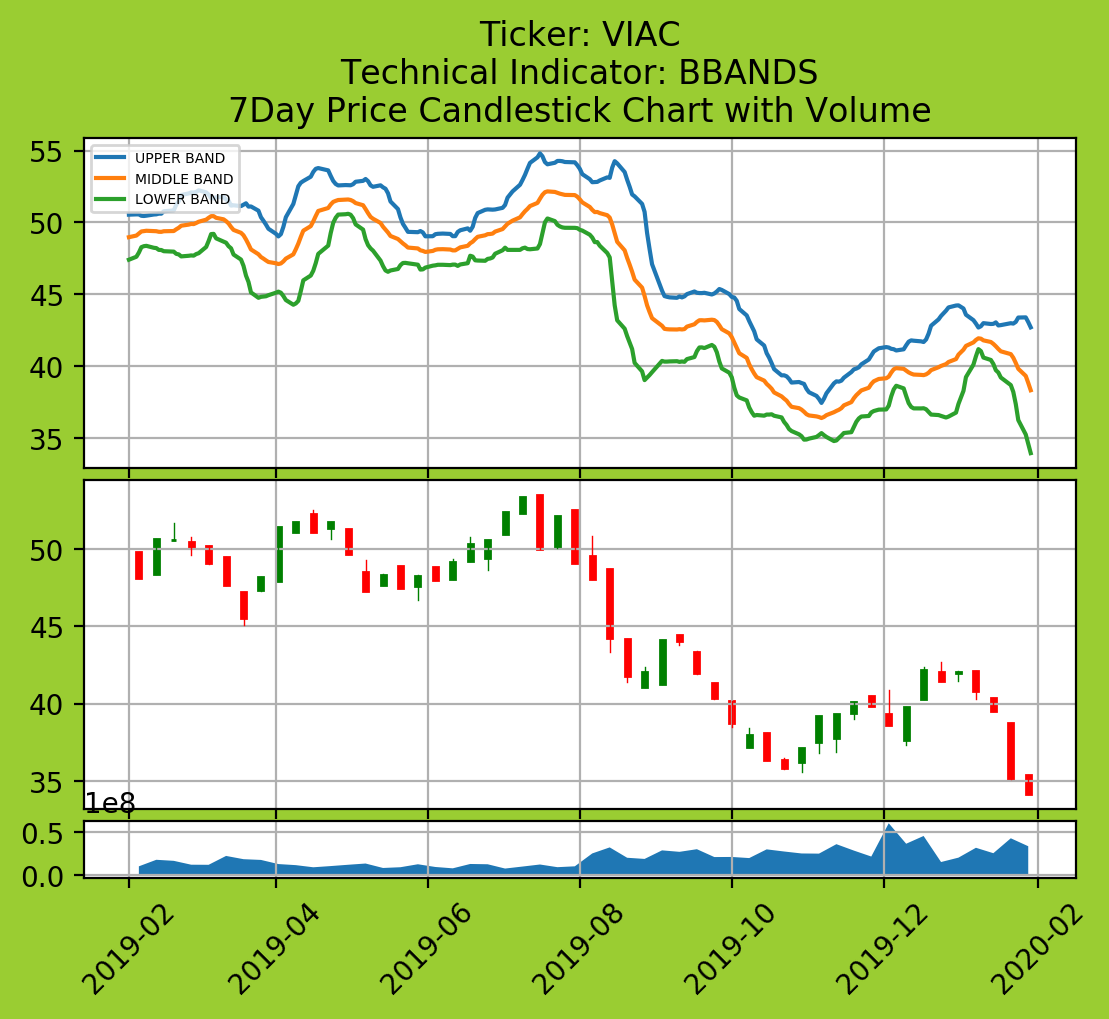 Ticker: VIAC
Technical Indicator: BBANDS
7Day Price Candlestick Chart with Volume
UPPER BAND
MIDDLE BAND
LOWER BAND
55
50
45
40
35
50
45
40
35
1e8
0.5
0.0
2019-02
2019-04
2019-06
2019-08
2019-10
2019-12
2020-02